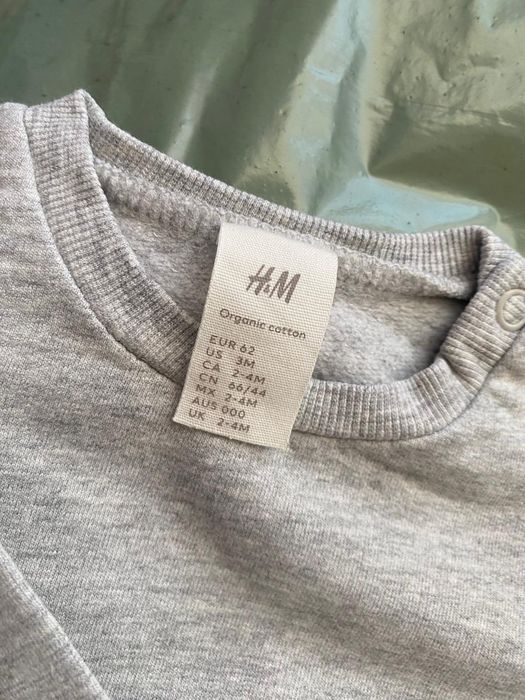 H&M
Organic cotton
EUR 62
US 3M
CA 2-4M
CN 66/44
MX 2-4M
AUS 000
UK 2-4M